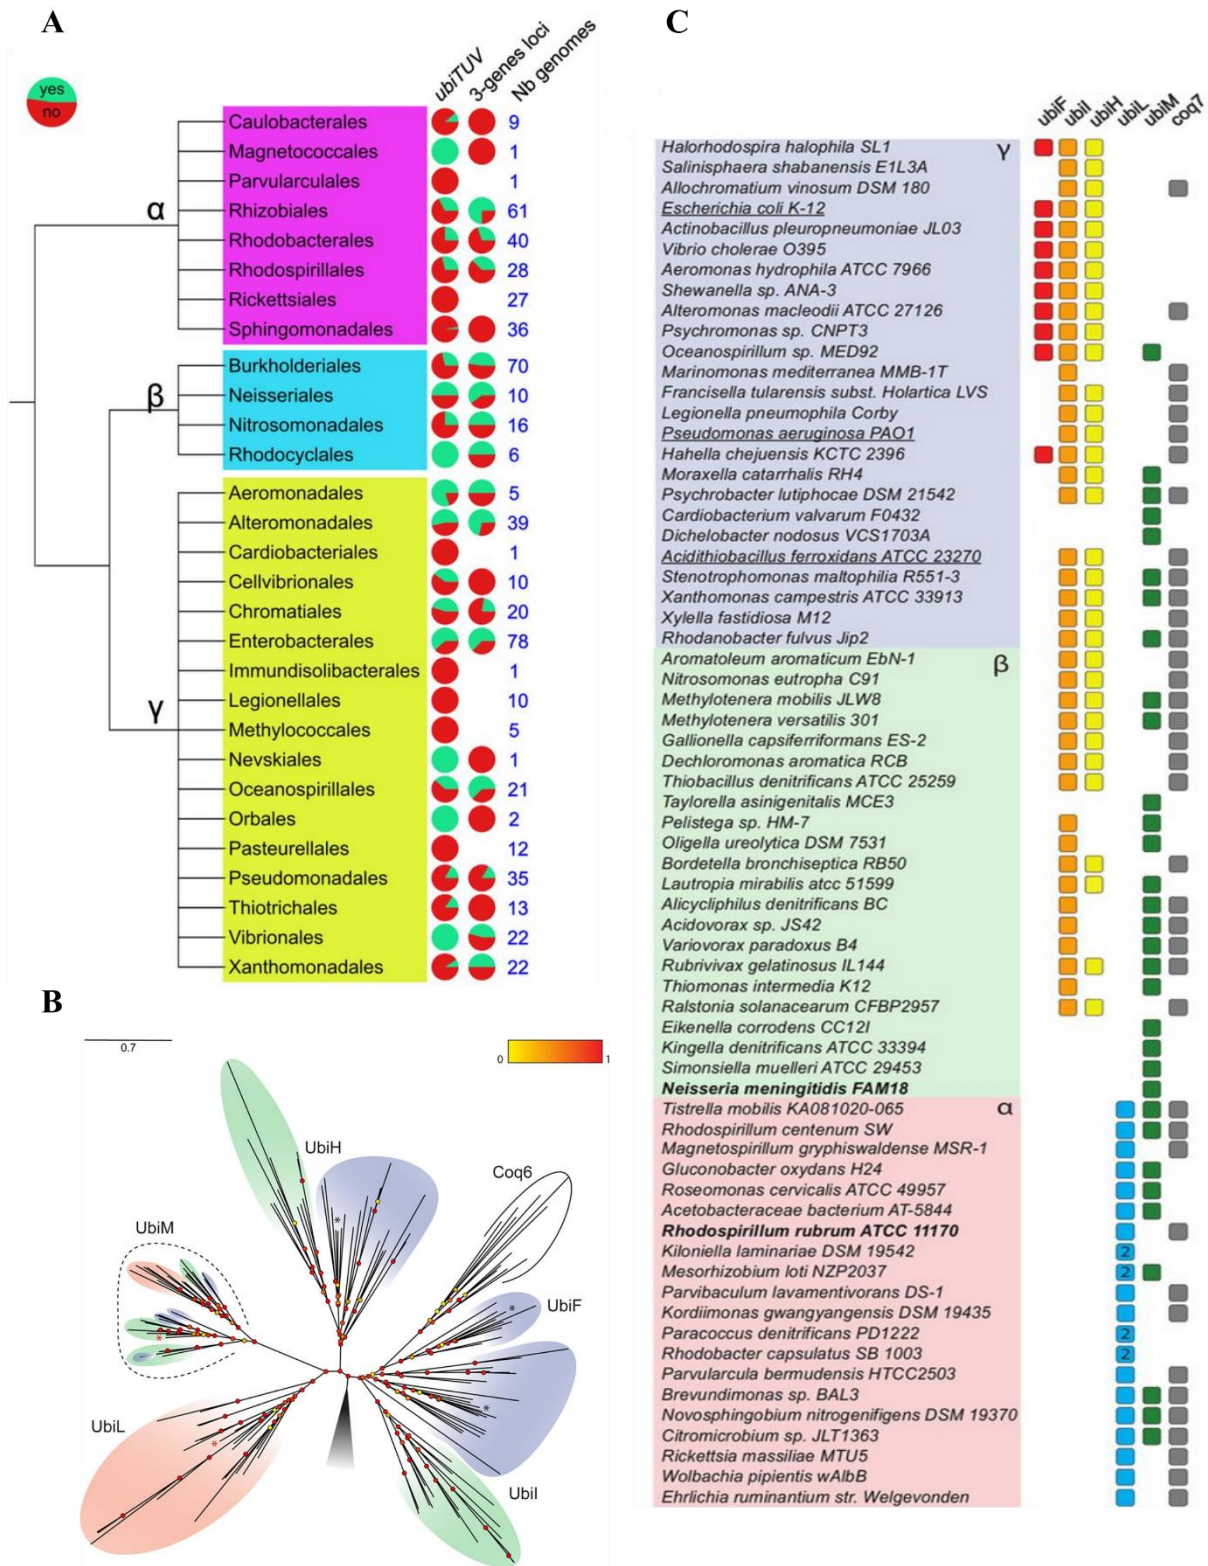 A
ubiTUV 3-genes loci Nb genomes
yes
no
α
Caulobacterales 9
Magnetococcales 1
Parvularculales 1
Rhizobiales 61
Rhodobacterales 40
Rhodospirillales 28
Rickettsiales 27
Sphingomonadales 36
β
Burkholderiales 70
Neisseriales 10
Nitrosomonadales 16
Rhodocyclales 6
γ
Aeromonadales 5
Alteromonadales 39
Cardiobacteriales 1
Cellvibrionales 10
Chromatiales 20
Enterobacterales 78
Immundisolibacterales 1
Legionellales 10
Methylococcales 5
Nevskiales 1
Oceanospirillales 21
Orbales 2
Pasteurellales 12
Pseudomonadales 35
Thiotrichales 13
Vibrionales 22
Xanthomonadales 22
B
0.7
0 1
UbiH
Coq6
UbiM
*
*
UbiF
*
*
UbiL
*
UbiI
C
ubiF ubiI ubiH ubiL ubiM coq7
Halorhodospira halophila SL1 γ
Salinisphaera shabanensis E1L3A
Allochromatium vinosum DSM 180
Escherichia coli K-12
Actinobacillus pleuropneumoniae JL03
Vibrio cholerae O395
Aeromonas hydrophila ATCC 7966
Shewanella sp. ANA-3
Alteromonas macleodii ATCC 27126
Psychromonas sp. CNPT3
Oceanospirillum sp. MED92
Marinomonas mediterranea MMB-1T
Francisella tularensis subst. Holartica LVS
Legionella pneumophila Corby
Pseudomonas aeruginosa PAO1
Hahella chejuensis KCTC 2396
Moraxella catarrhalis RH4
Psychrobacter lutiphocae DSM 21542
Cardiobacterium valvarum F0432
Dichelobacter nodosus VCS1703A
Acidithiobacillus ferroxidans ATCC 23270
Stenotrophomonas maltophilia R551-3
Xanthomonas campestris ATCC 33913
Xylella fastidiosa M12
Rhodanobacter fulvus Jip2
Aromatoleum aromaticum EbN-1 β
Nitrosomonas eutropha C91
Methylotenera mobilis JLW8
Methylotenera versatilis 301
Gallionella capsiferriformans ES-2
Dechloromonas aromatica RCB
Thiobacillus denitrificans ATCC 25259
Taylorella asinigenitalis MCE3
Pelistega sp. HM-7
Oligella ureolytica DSM 7531
Bordetella bronchiseptica RB50
Lautropia mirabilis atcc 51599
Alicycliphilus denitrificans BC
Acidovorax sp. JS42
Variovorax paradoxus B4
Rubrivivax gelatinosus IL144
Thiomonas intermedia K12
Ralstonia solanacearum CFBP2957
Eikenella corrodens CC12I
Kingella denitrificans ATCC 33394
Simonsiella muelleri ATCC 29453
Neisseria meningitidis FAM18
Tistrella mobilis KA081020-065 α
Rhodospirillum centenum SW
Magnetospirillum gryphiswaldense MSR-1
Gluconobacter oxydans H24
Roseomonas cervicalis ATCC 49957
Acetobacteraceae bacterium AT-5844
Rhodospirillum rubrum ATCC 11170
Kiloniella laminariae DSM 19542 2
Mesorhizobium loti NZP2037 2
Parvibaculum lavamentivorans DS-1
Kordiimonas gwangyangensis DSM 19435
Paracoccus denitrificans PD1222 2
Rhodobacter capsulatus SB 1003 2
Parvularcula bermudensis HTCC2503
Brevundimonas sp. BAL3
Novosphingobium nitrogenifigens DSM 19370
Citromicrobium sp. JLT1363
Rickettsia massiliae MTU5
Wolbachia pipientis wAlbB
Ehrlichia ruminantium str. Welgevonden